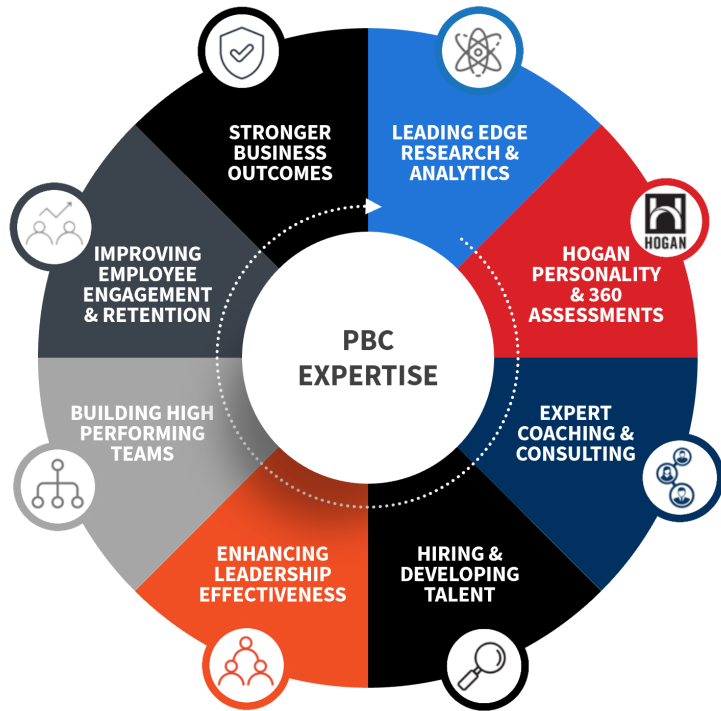 STRONGER
BUSINESS
OUTCOMES
LEADING EDGE
RESEARCH &
ANALYTICS
HOGAN
HOGAN
PERSONALITY
& 360
ASSESSMENTS
EXPERT
COACHING &
CONSULTING
HIRING &
DEVELOPING
TALENT
ENHANCING
LEADERSHIP
EFFECTIVENESS
BUILDING HIGH
PERFORMING
TEAMS
IMPROVING
EMPLOYEE
ENGAGEMENT
& RETENTION
PBC
EXPERTISE